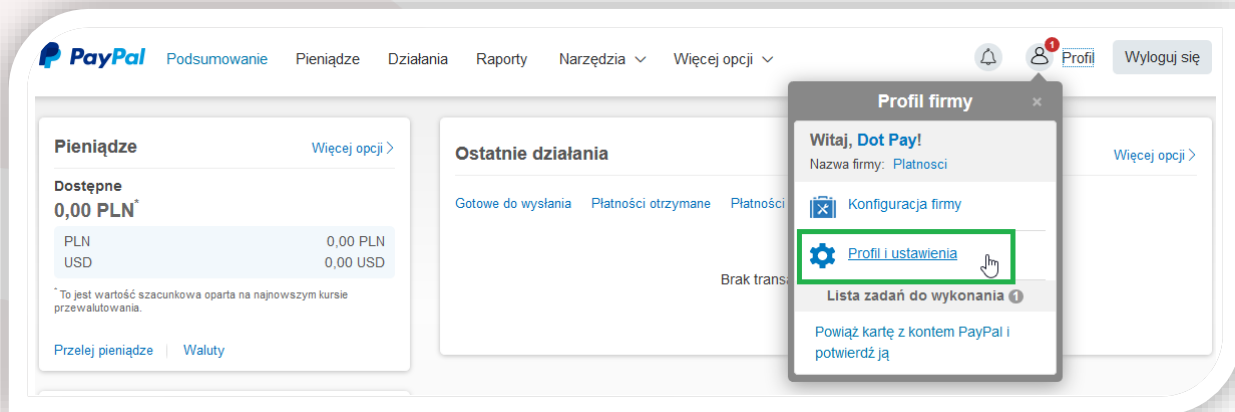 PayPal Podsumowanie Pieniądze Działania Raporty Narzędzia Więcej opcji 1 Profil Wyloguj się
Pieniądze Więcej opcji >
Dostępne
0,00 PLN*
PLN 0,00 PLN
USD 0,00 USD
* To jest wartość szacunkowa oparta na najnowszym kursie
przewalutowania.
Przelej pieniądze | Waluty
Ostatnie działania Więcej opcji >
Gotowe do wysłania Płatności otrzymane Płatności
Brak trans
Profil firmy ×
Witaj, Dot Pay!
Nazwa firmy: Platnosci
Konfiguracja firmy
Profil i ustawienia
Lista zadań do wykonania 1
Powiąż kartę z kontem PayPal i
potwierdź ją